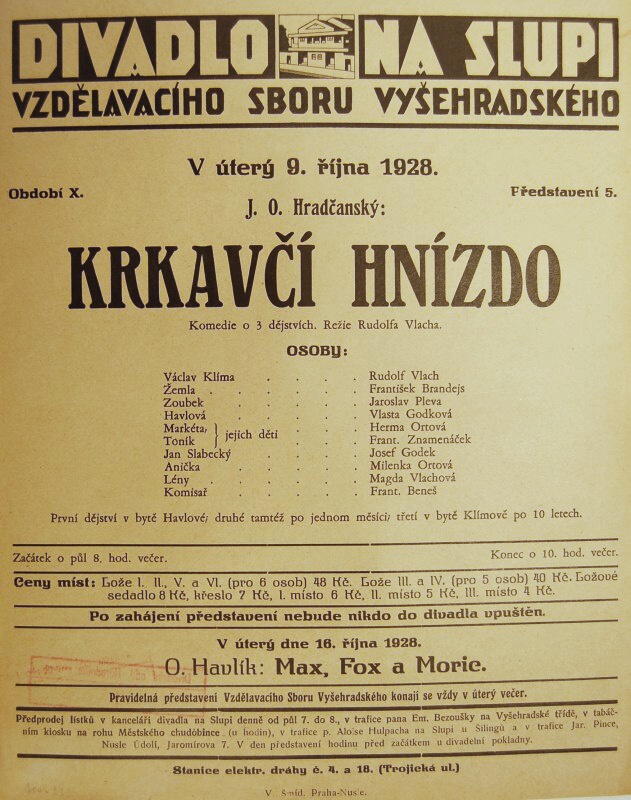 DIVADLO NA SLUPI
VZDĚLAVACÍHO SBORU VYŠEHRADSKÉHO
V úterý 9. října 1928.
Období X.
Představení 5.
J. O. Hradčanský:
KRKAVČÍ HNÍZDO
Komedie o 3 dějstvích. Režie Rudolfa Vlacha.
OSOBY:
Václav Klíma . . . . Rudolf Vlach
Žemla . . . . . František Brandejs
Zoubek . . . . . Jaroslav Pleva
Havlová . . . . . Vlasta Godková
Markéta, } jejich děti . . . Herma Ortová
Toník } . . . Frant. Znamenáček
Jan Slabecký . . . . Josef Godek
Anička . . . . . Milenka Ortová
Lény . . . . . Magda Vlachová
Komisař . . . . . Frant. Beneš
První dějství v bytě Havlové, druhé tamtéž po jednom měsíci, třetí v bytě Klímově po 10 letech.
Začátek o půl 8. hod. večer.
Konec o 10. hod. večer.
Ceny míst: Lože I. II., V. a VI. (pro 6 osob) 48 Kč. Lože III. a IV. (pro 5 osob) 40 Kč. Ložové
sedadlo 8 Kč, křeslo 7 Kč, I. místo 6 Kč, II. místo 5 Kč, III. místo 4 Kč.
Po zahájení představení nebude nikdo do divadla vpuštěn.
V úterý dne 16. října 1928.
O. Havlík: Max, Fox a Moric.
Pravidelná představení Vzdělavacího Sboru Vyšehradského konají se vždy v úterý večer.
Předprodej lístků v kanceláři divadla na Slupi denně od půl 7. do 8., v trafice pana Em. Bezoušky na Vyšehradské třídě, v tabáč-
ním kiosku na rohu Městského chudobince (u hodin), v trafice p. Aloise Hulpacha na Slupi u Šilingů a v trafice Jar. Pince,
Nusle Údolí, Jaromírova 7. V den představení hodinu před začátkem u divadelní pokladny.
Stanice elektr. dráhy č. 4. a 18. (Trojická ul.)
V. Šmíd, Praha-Nusle.